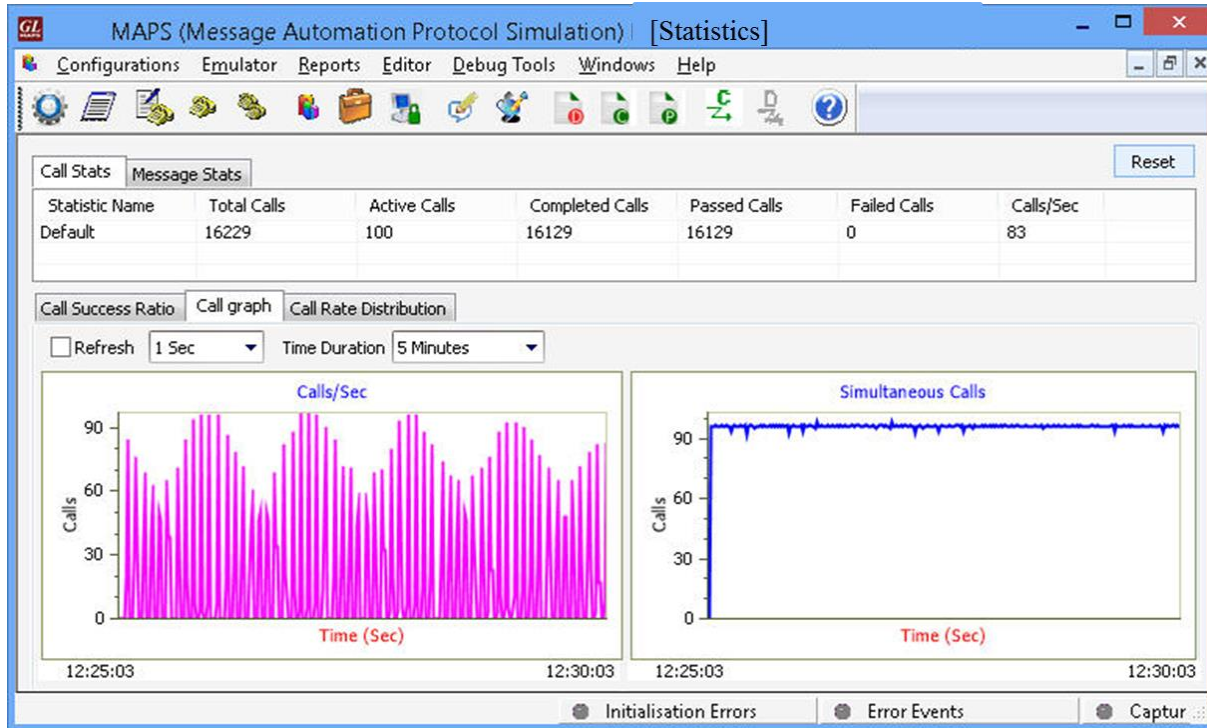 GL
MAPS
MAPS (Message Automation Protocol Simulation) [Statistics]
Configurations Emulator Reports Editor Debug Tools Windows Help
D C P C D
?
Reset
Call Stats Message Stats
Statistic Name Total Calls Active Calls Completed Calls Passed Calls Failed Calls Calls/Sec
Default 16229 100 16129 16129 0 83
Call Success Ratio Call graph Call Rate Distribution
Refresh 1 Sec Time Duration 5 Minutes
Calls/Sec
90
60
30
0
Calls
Time (Sec)
12:25:03 12:30:03
Simultaneous Calls
90
60
30
0
Calls
Time (Sec)
12:25:03 12:30:03
Initialisation Errors Error Events Captur